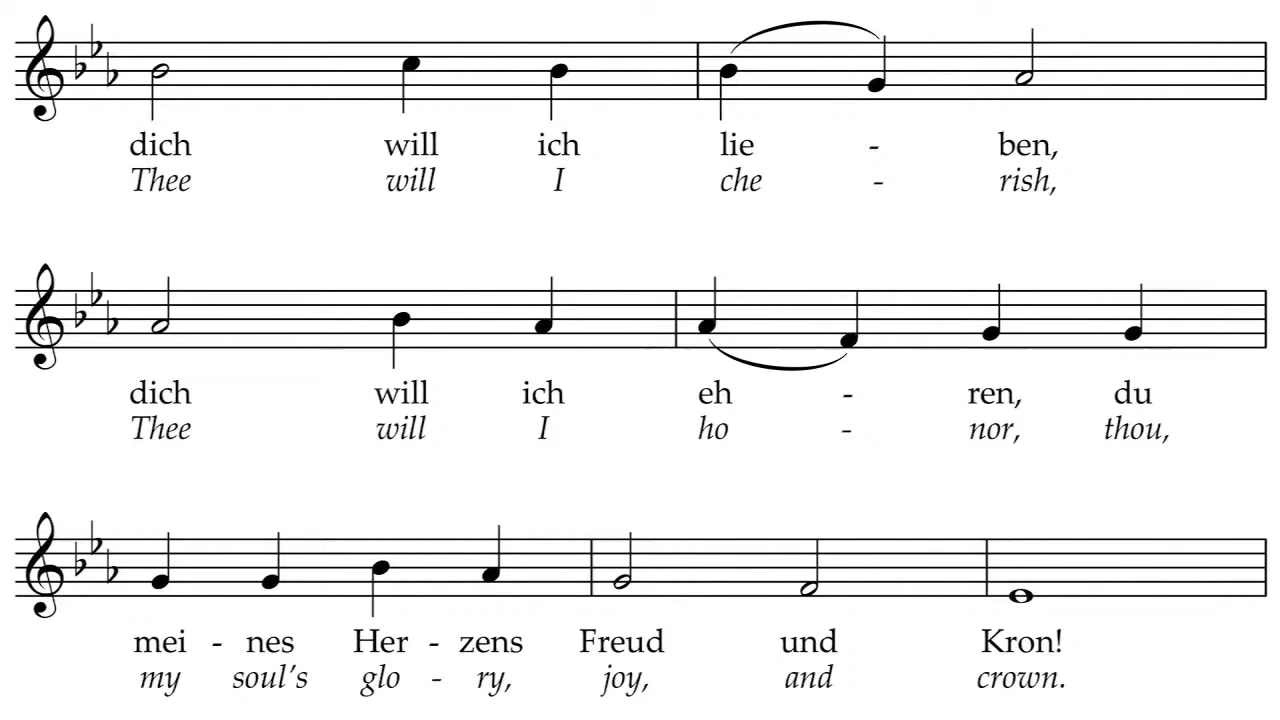 dich will ich lie - ben,
Thee will I che - rish,
dich will ich eh - ren, du
Thee will I ho - nor, thou,
mei - nes Her - zens Freud und Kron!
my soul's glo - ry, joy, and crown.